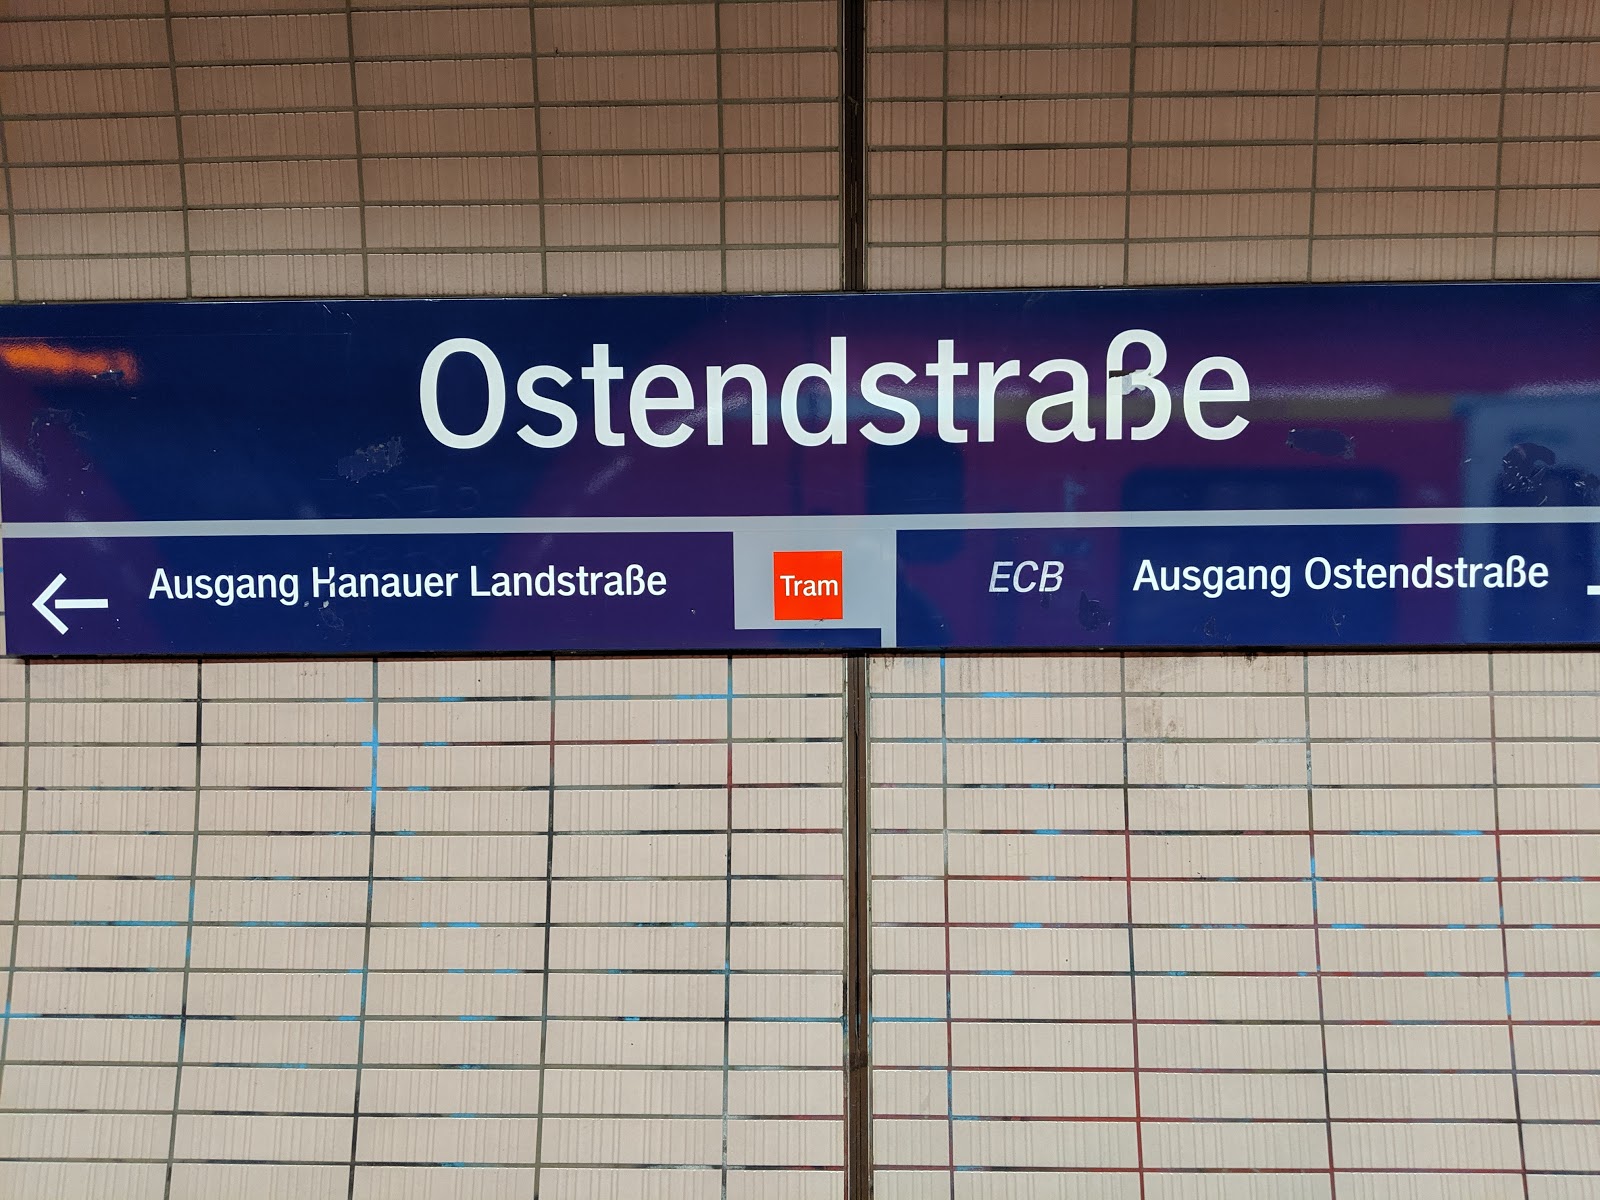 Ostendstraße
Ausgang Hanauer Landstraße
Tram
ECB
Ausgang Ostendstraße